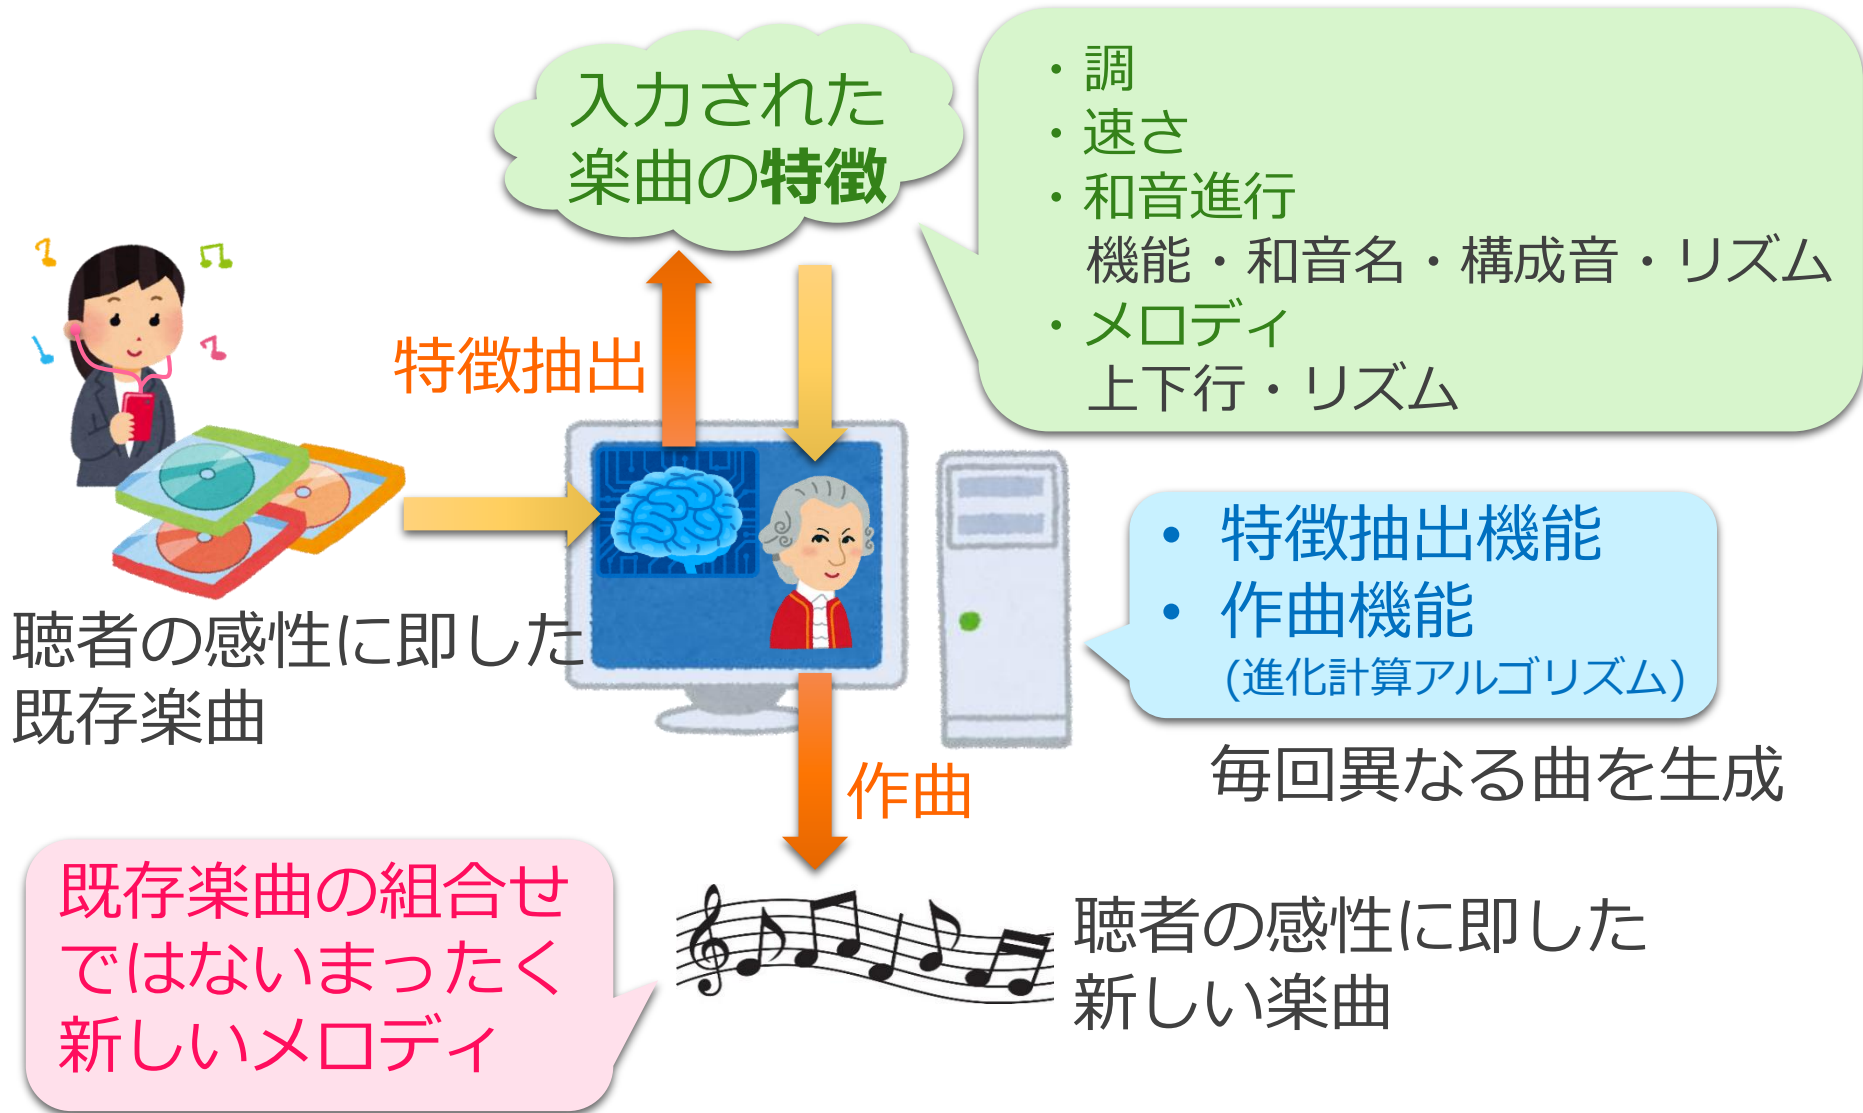 入力された
楽曲の特徴
・調
・速さ
・和音進行
機能・和音名・構成音・リズム
・メロディ
上下行・リズム
特徴抽出
聴者の感性に即した
既存楽曲
• 特徴抽出機能
• 作曲機能
(進化計算アルゴリズム)
毎回異なる曲を生成
作曲
既存楽曲の組合せ
ではないまったく
新しいメロディ
聴者の感性に即した
新しい楽曲